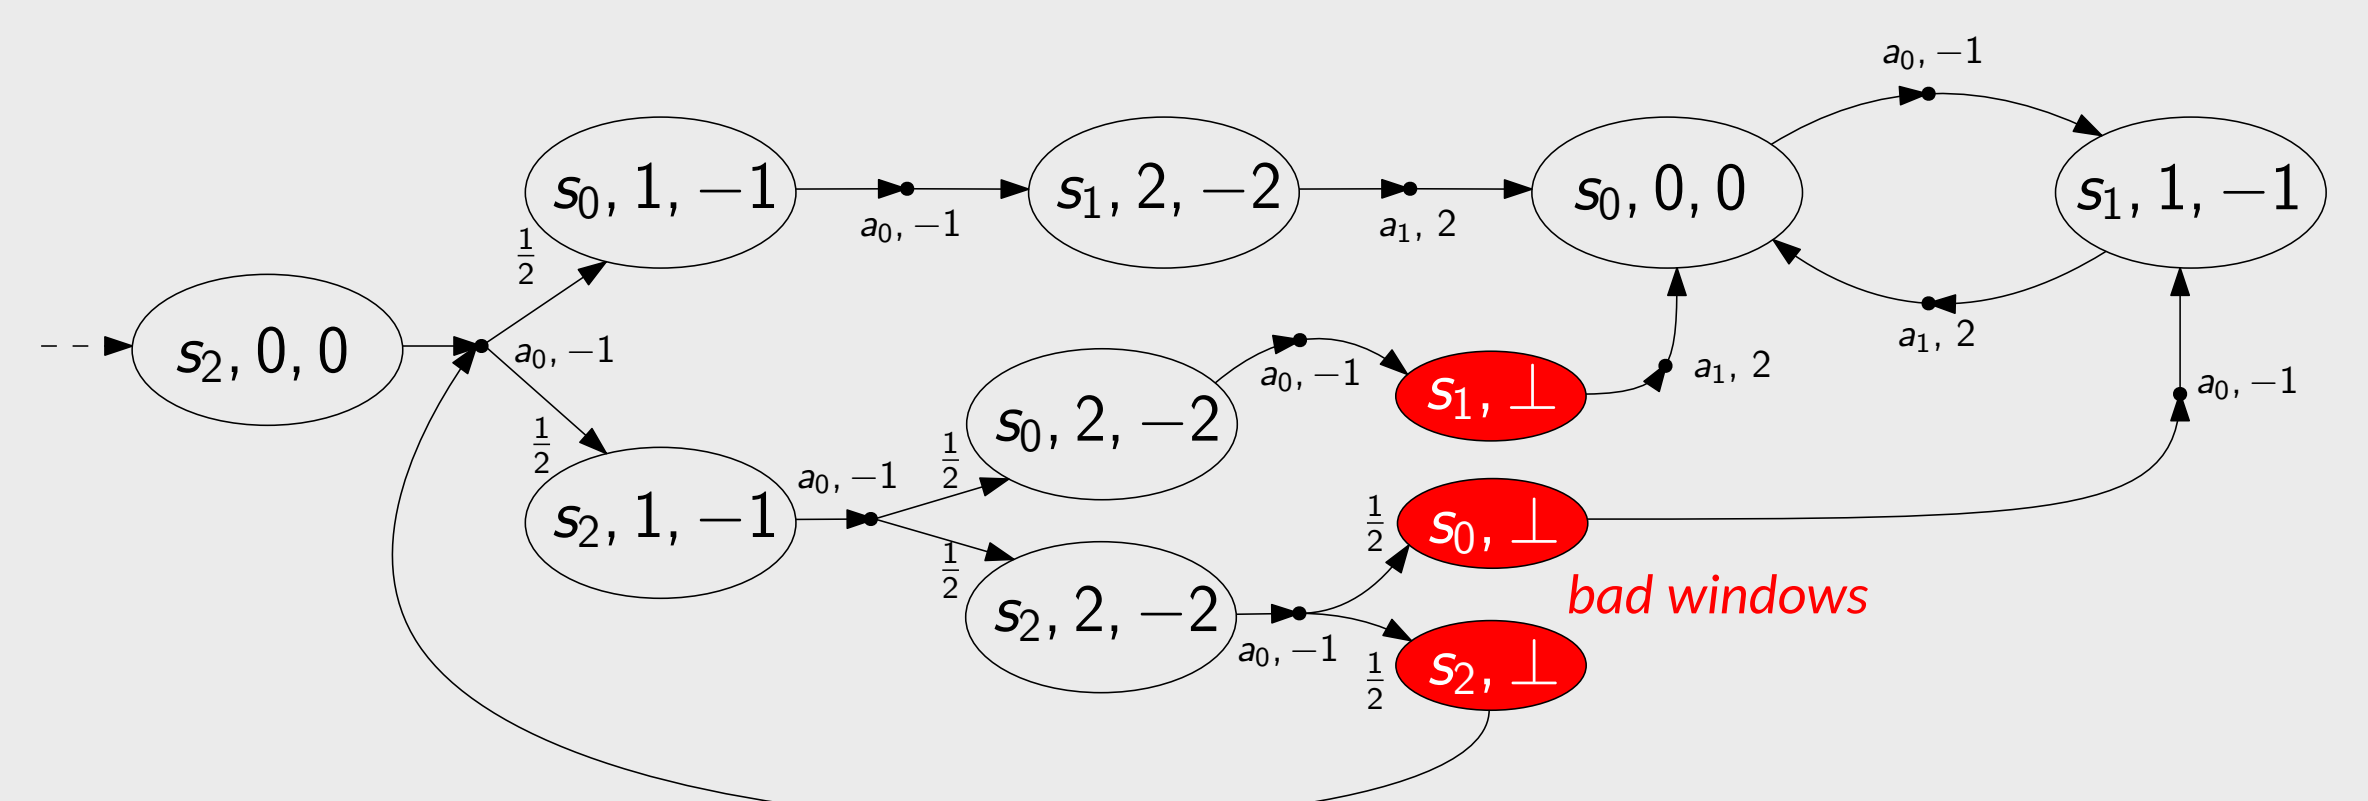 a₀, −1
s₀, 1, −1
s₁, 2, −2
s₀, 0, 0
s₁, 1, −1
a₀, −1
a₁, 2
1/2
s₂, 0, 0
a₀, −1
a₁, 2
a₀, −1
s₁, ⊥
a₁, 2
a₀, −1
1/2
s₀, 2, −2
1/2
a₀, −1
s₂, 1, −1
1/2
s₀, ⊥
1/2
bad windows
s₂, 2, −2
a₀, −1
1/2
s₂, ⊥